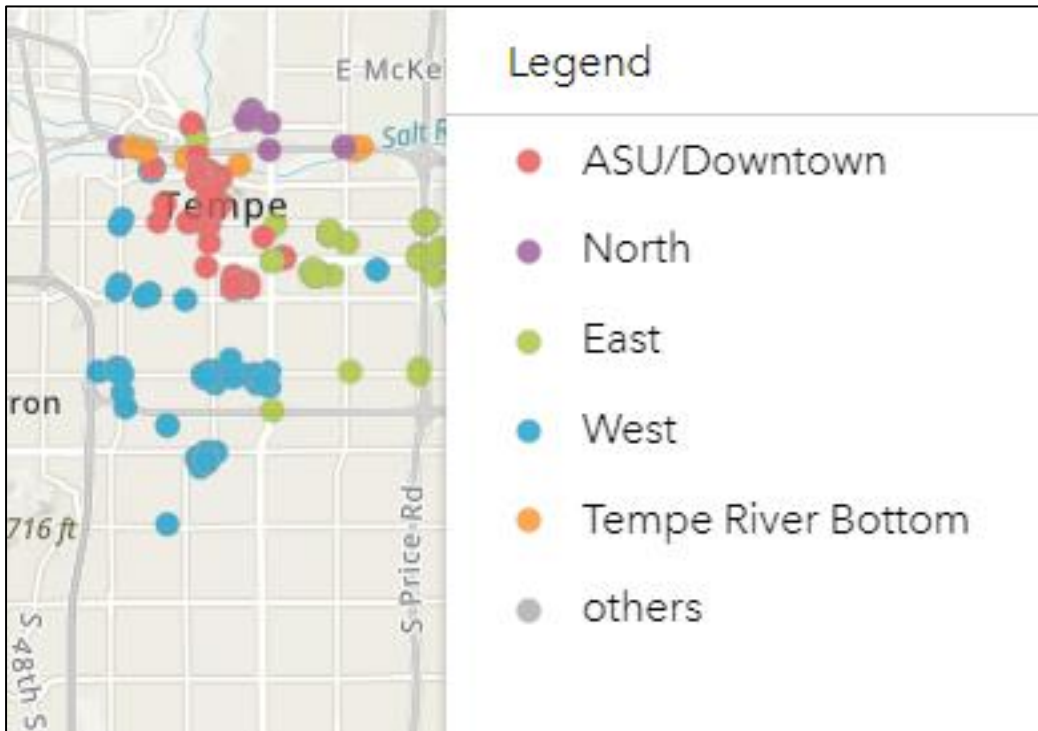 E McKe
Salt R
Tempe
ron
716 ft
S Price Rd
S 48th S
Legend
ASU/Downtown
North
East
West
Tempe River Bottom
others